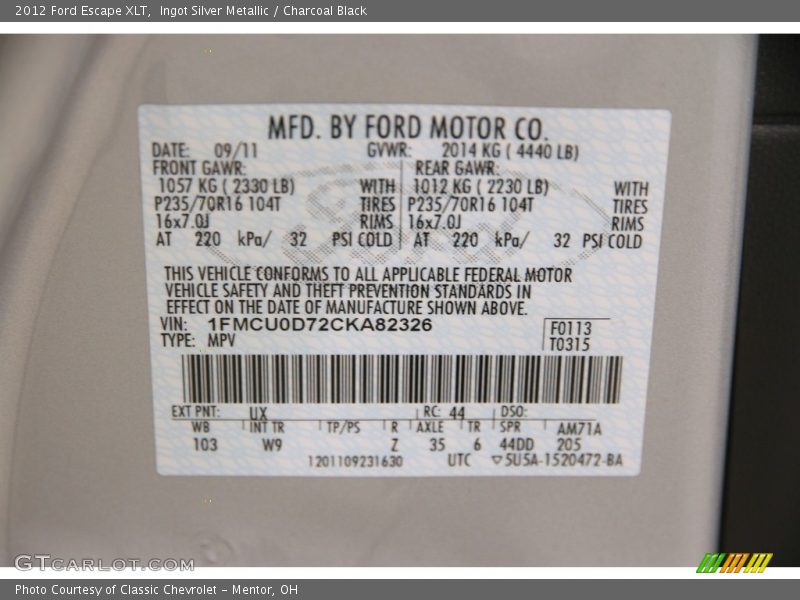 2012 Ford Escape XLT, Ingot Silver Metallic / Charcoal Black
MFD. BY FORD MOTOR CO.
DATE: 09/11 GVWR: 2014 KG ( 4440 LB)
FRONT GAWR: REAR GAWR:
1057 KG ( 2330 LB) WITH 1012 KG ( 2230 LB) WITH
P235/70R16 104T TIRES P235/70R16 104T TIRES
16x7.0J RIMS 16x7.0J RIMS
AT 220 kPa/ 32 PSI COLD AT 220 kPa/ 32 PSI COLD
THIS VEHICLE CONFORMS TO ALL APPLICABLE FEDERAL MOTOR
VEHICLE SAFETY AND THEFT PREVENTION STANDARDS IN
EFFECT ON THE DATE OF MANUFACTURE SHOWN ABOVE.
VIN: 1FMCU0D72CKA82326 F0113
TYPE: MPV T0315
EXT PNT: UX RC: 44 DSO:
WB INT TR TP/PS R AXLE TR SPR AM71A
103 W9 Z 35 6 44DD 205
1201109231630 UTC ▽5U5A-1520472-BA
GTCARLOT.COM
Photo Courtesy of Classic Chevrolet - Mentor, OH